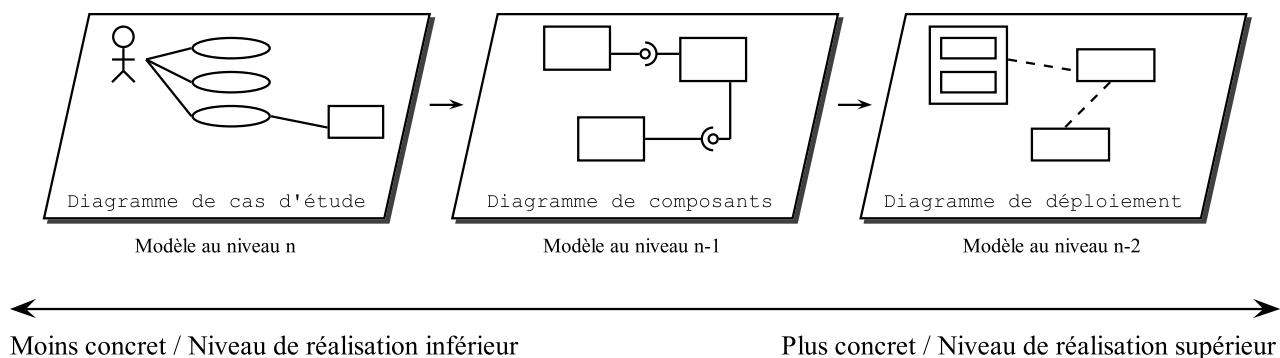 Diagramme de cas d'étude
Diagramme de composants
Diagramme de déploiement
Modèle au niveau n
Modèle au niveau n-1
Modèle au niveau n-2
Moins concret / Niveau de réalisation inférieur
Plus concret / Niveau de réalisation supérieur